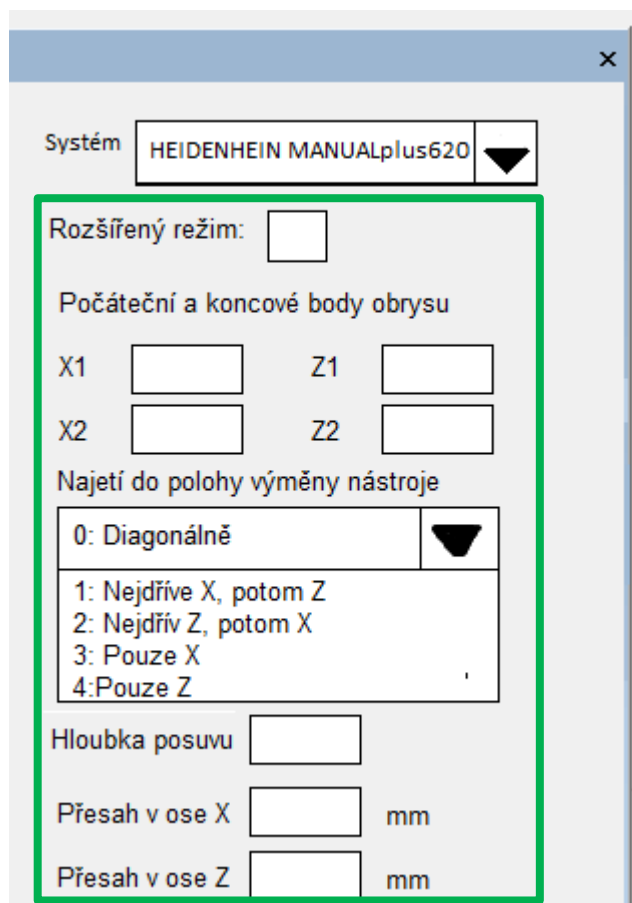 Systém HEIDENHEIN MANUALplus620
Rozšířený režim:
Počáteční a koncové body obrysu
X1 Z1
X2 Z2
Najetí do polohy výměny nástroje
0: Diagonálně
1: Nejdříve X, potom Z
2: Nejdřív Z, potom X
3: Pouze X
4:Pouze Z
Hloubka posuvu
Přesah v ose X mm
Přesah v ose Z mm